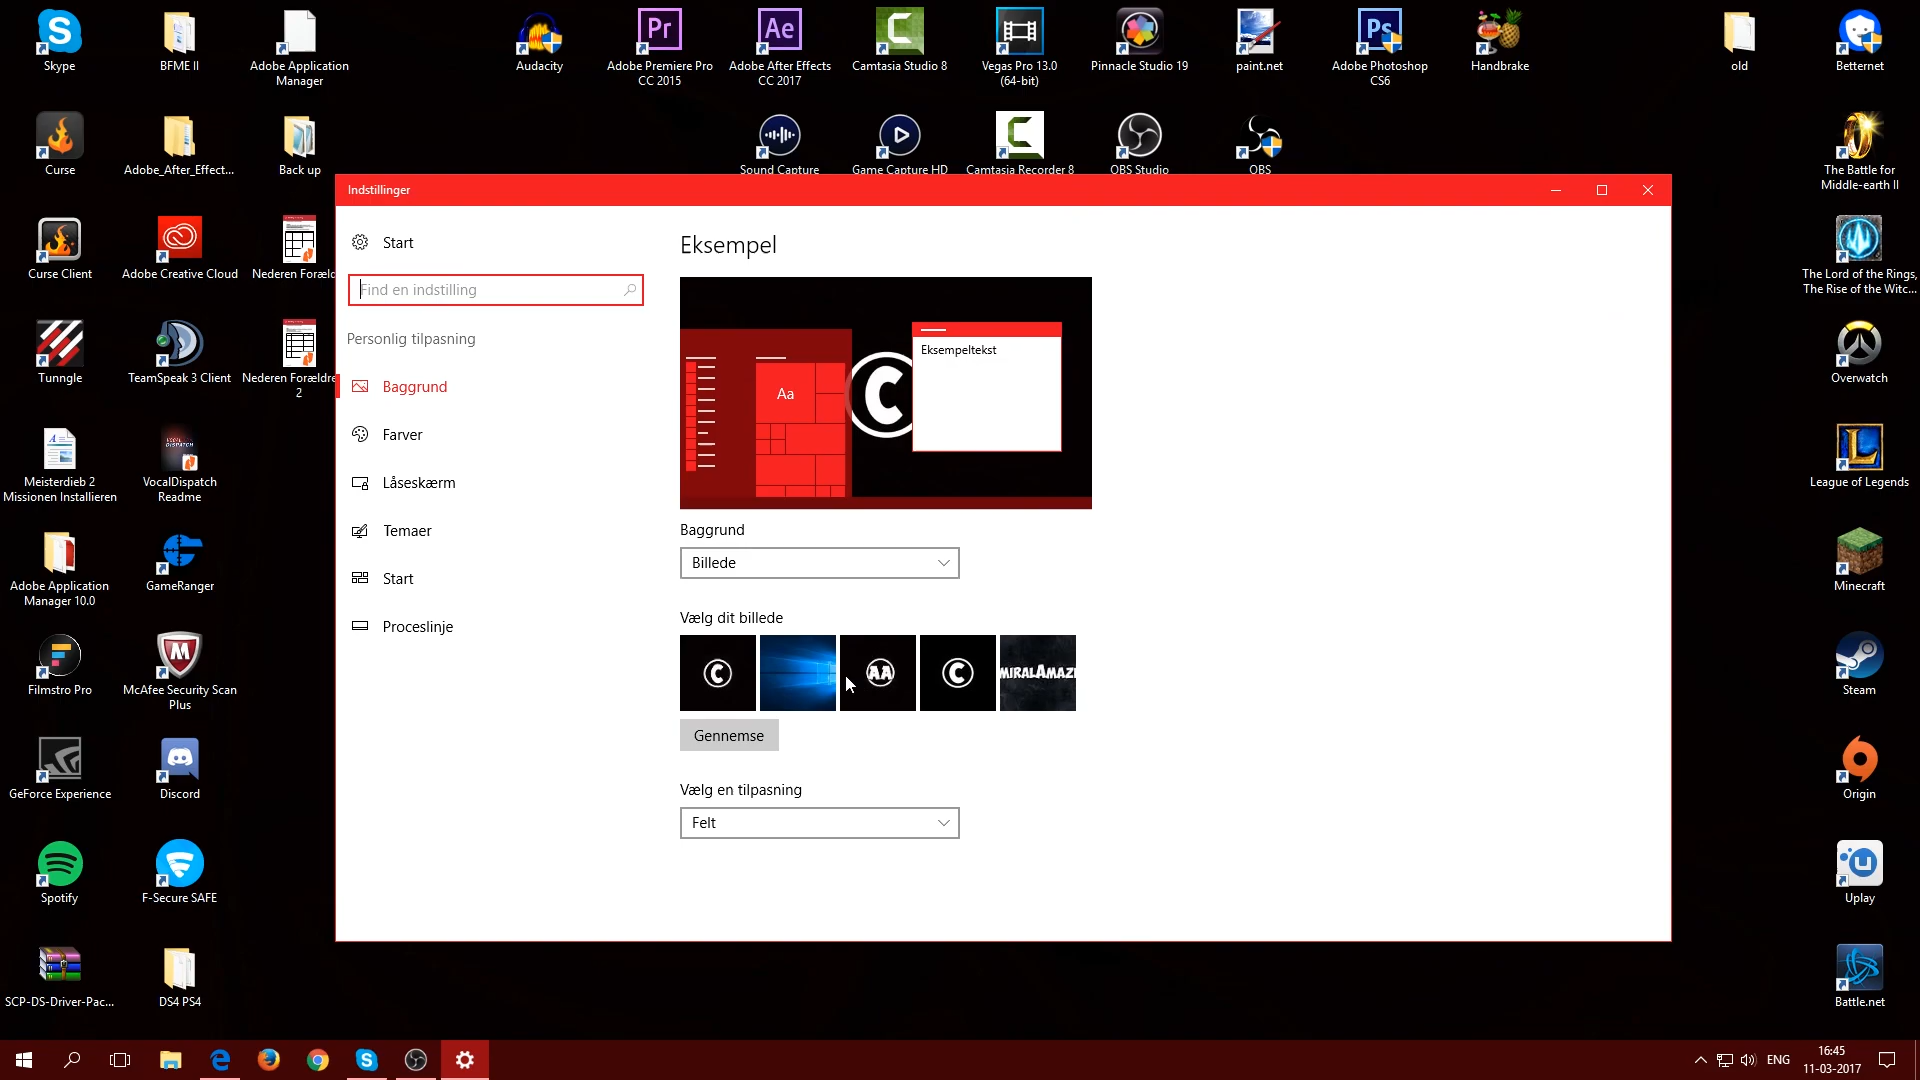 Skype
BFME II
Adobe Application
Manager
Audacity
Pr
Adobe Premiere Pro
CC 2015
Ae
Adobe After Effects
CC 2017
Camtasia Studio 8
Vegas Pro 13.0
(64-bit)
Pinnacle Studio 19
paint.net
Ps
Adobe Photoshop
CS6
Handbrake
old
Betternet
Curse
Adobe_After_Effect...
Back up
Sound Capture
Game Capture HD
Camtasia Recorder 8
OBS Studio
OBS
The Battle for
Middle-earth II
Curse Client
Adobe Creative Cloud
Nederen Foræld
The Lord of the Rings,
The Rise of the Witc...
Tunngle
TeamSpeak 3 Client
Nederen Forældre
2
Overwatch
Meisterdieb 2
Missionen Installieren
VOCAL
DISPATCH
VocalDispatch
Readme
League of Legends
Adobe Application
Manager 10.0
GameRanger
Minecraft
Filmstro Pro
McAfee Security Scan
Plus
Steam
GeForce Experience
Discord
Origin
Spotify
F-Secure SAFE
Uplay
SCP-DS-Driver-Pac...
DS4 PS4
Battle.net
Indstillinger
Start
Find en indstilling
Personlig tilpasning
Baggrund
Farver
Låseskærm
Temaer
Start
Proceslinje
Eksempel
Aa
C
Eksempeltekst
Baggrund
Billede
Vælg dit billede
C
AA
C
MIRALAMAZI
Gennemse
Vælg en tilpasning
Felt
ENG
16:45
11-03-2017